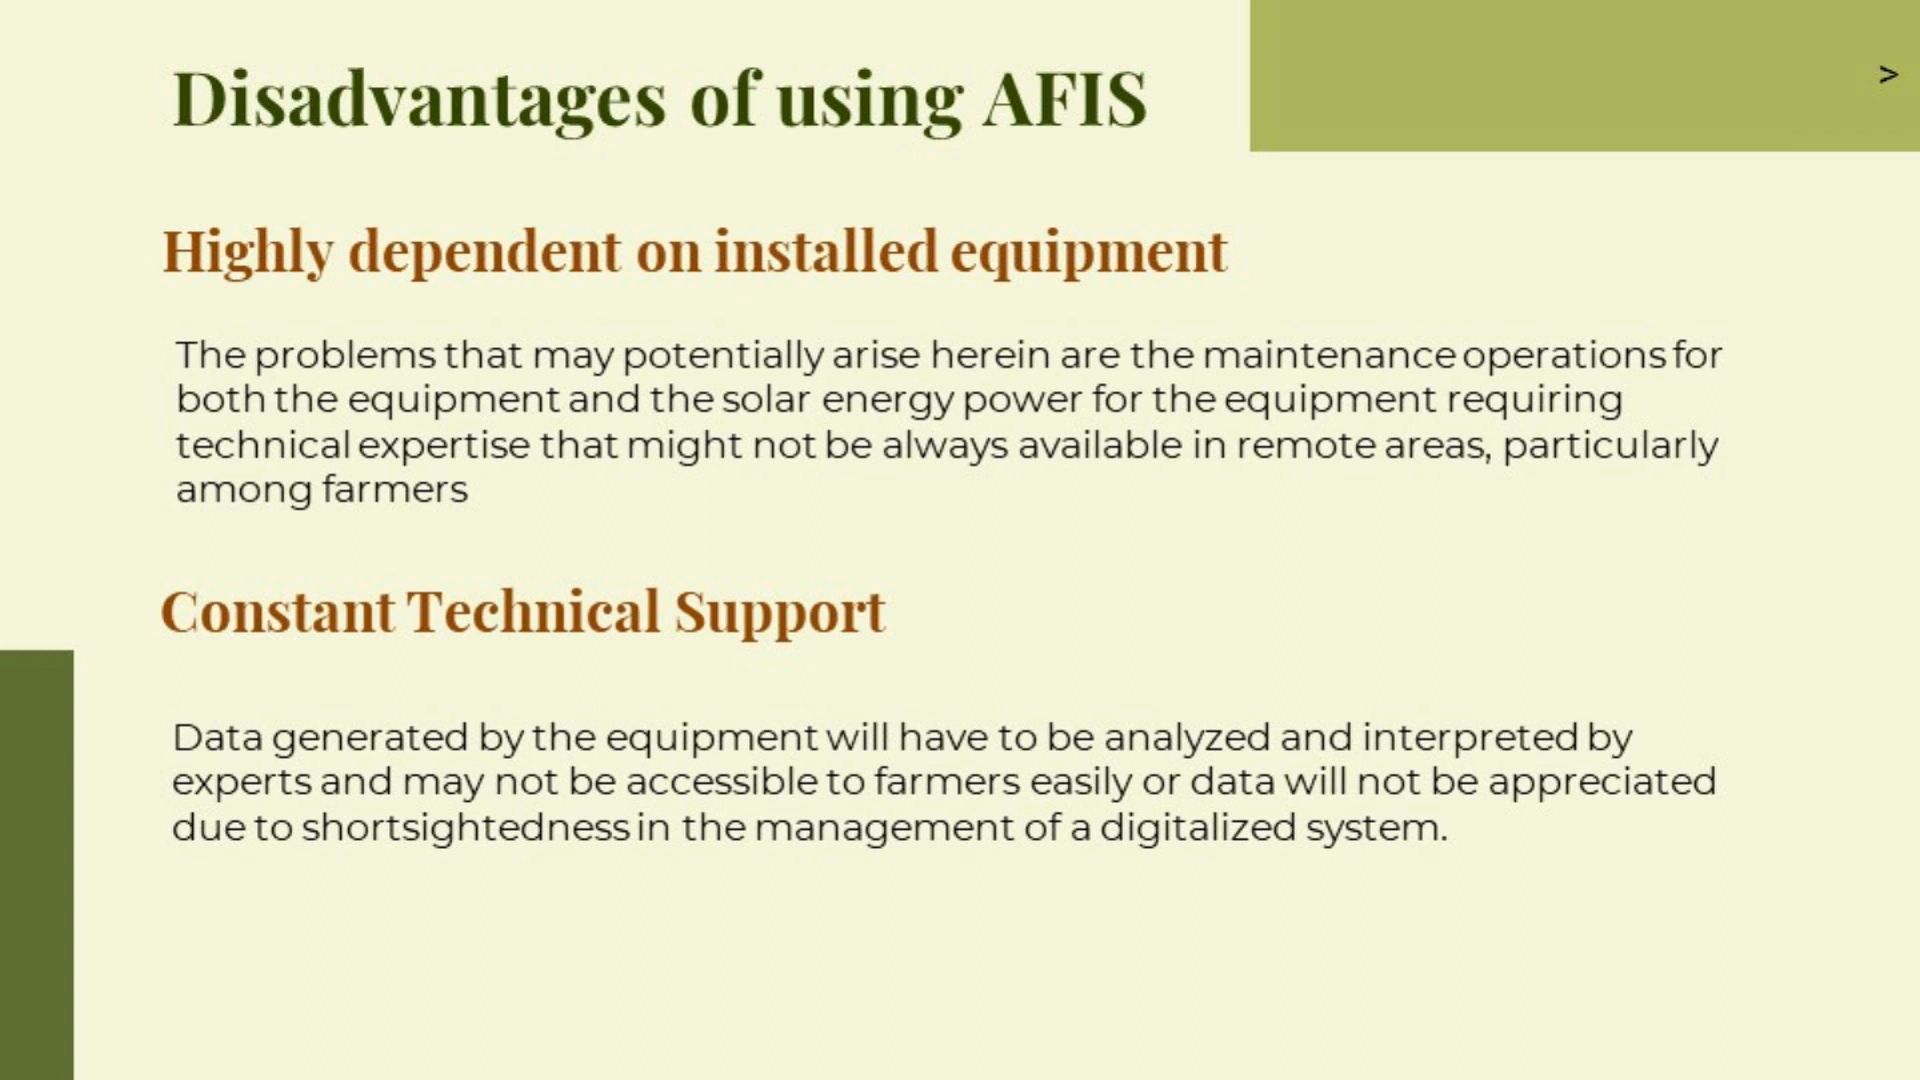 Disadvantages of using AFIS
>
Highly dependent on installed equipment
The problems that may potentially arise herein are the maintenance operations for
both the equipment and the solar energy power for the equipment requiring
technical expertise that might not be always available in remote areas, particularly
among farmers
Constant Technical Support
Data generated by the equipment will have to be analyzed and interpreted by
experts and may not be accessible to farmers easily or data will not be appreciated
due to shortsightedness in the management of a digitalized system.